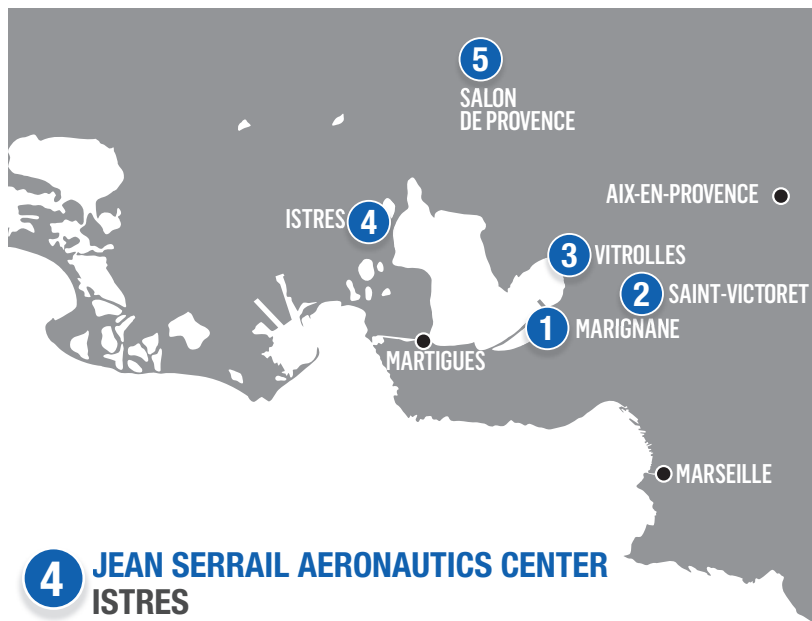 5
SALON
DE PROVENCE
AIX-EN-PROVENCE
ISTRES 4
3 VITROLLES
2 SAINT-VICTORET
1 MARIGNANE
MARTIGUES
MARSEILLE
4 JEAN SERRAIL AERONAUTICS CENTER
ISTRES